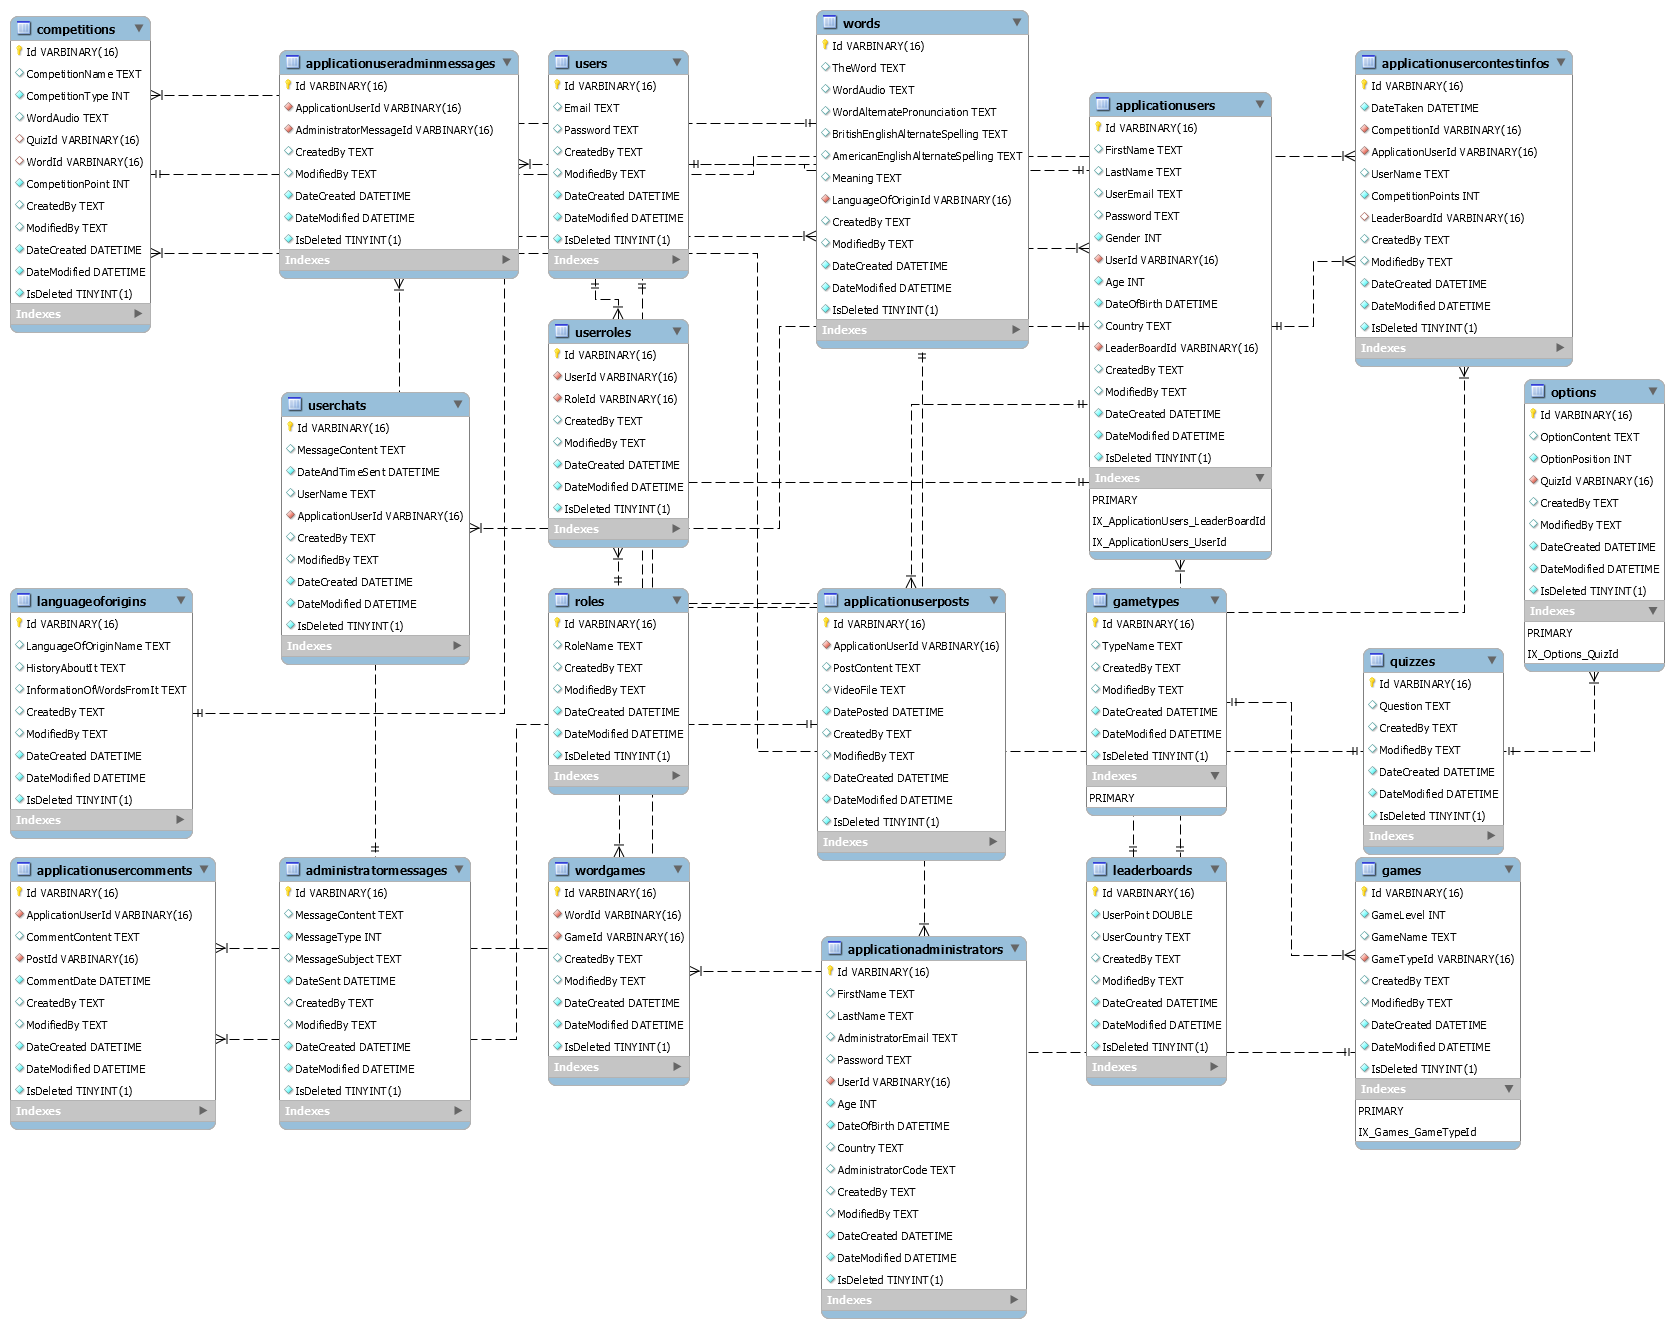 competitions
Id VARBINARY(16)
CompetitionName TEXT
CompetitionType INT
WordAudio TEXT
QuizId VARBINARY(16)
WordId VARBINARY(16)
CompetitionPoint INT
CreatedBy TEXT
ModifiedBy TEXT
DateCreated DATETIME
DateModified DATETIME
IsDeleted TINYINT(1)
Indexes
applicationuseradminmessages
Id VARBINARY(16)
ApplicationUserId VARBINARY(16)
AdministratorMessageId VARBINARY(16)
CreatedBy TEXT
ModifiedBy TEXT
DateCreated DATETIME
DateModified DATETIME
IsDeleted TINYINT(1)
Indexes
users
Id VARBINARY(16)
Email TEXT
Password TEXT
CreatedBy TEXT
ModifiedBy TEXT
DateCreated DATETIME
DateModified DATETIME
IsDeleted TINYINT(1)
Indexes
words
Id VARBINARY(16)
TheWord TEXT
WordAudio TEXT
WordAlternatePronunciation TEXT
BritishEnglishAlternateSpelling TEXT
AmericanEnglishAlternateSpelling TEXT
Meaning TEXT
LanguageOfOriginId VARBINARY(16)
CreatedBy TEXT
ModifiedBy TEXT
DateCreated DATETIME
DateModified DATETIME
IsDeleted TINYINT(1)
Indexes
applicationusers
Id VARBINARY(16)
FirstName TEXT
LastName TEXT
UserEmail TEXT
Password TEXT
Gender INT
UserId VARBINARY(16)
Age INT
DateOfBirth DATETIME
Country TEXT
LeaderBoardId VARBINARY(16)
CreatedBy TEXT
ModifiedBy TEXT
DateCreated DATETIME
DateModified DATETIME
IsDeleted TINYINT(1)
Indexes
PRIMARY
IX_ApplicationUsers_LeaderBoardId
IX_ApplicationUsers_UserId
applicationusercontestinfos
Id VARBINARY(16)
DateTaken DATETIME
CompetitionId VARBINARY(16)
ApplicationUserId VARBINARY(16)
UserName TEXT
CompetitionPoints INT
LeaderBoardId VARBINARY(16)
CreatedBy TEXT
ModifiedBy TEXT
DateCreated DATETIME
DateModified DATETIME
IsDeleted TINYINT(1)
Indexes
userroles
Id VARBINARY(16)
UserId VARBINARY(16)
RoleId VARBINARY(16)
CreatedBy TEXT
ModifiedBy TEXT
DateCreated DATETIME
DateModified DATETIME
IsDeleted TINYINT(1)
Indexes
userchats
Id VARBINARY(16)
MessageContent TEXT
DateAndTimeSent DATETIME
UserName TEXT
ApplicationUserId VARBINARY(16)
CreatedBy TEXT
ModifiedBy TEXT
DateCreated DATETIME
DateModified DATETIME
IsDeleted TINYINT(1)
Indexes
options
Id VARBINARY(16)
OptionContent TEXT
OptionPosition INT
QuizId VARBINARY(16)
CreatedBy TEXT
ModifiedBy TEXT
DateCreated DATETIME
DateModified DATETIME
IsDeleted TINYINT(1)
Indexes
PRIMARY
IX_Options_QuizId
languageoforigins
Id VARBINARY(16)
LanguageOfOriginName TEXT
HistoryAboutIt TEXT
InformationOfWordsFromIt TEXT
CreatedBy TEXT
ModifiedBy TEXT
DateCreated DATETIME
DateModified DATETIME
IsDeleted TINYINT(1)
Indexes
roles
Id VARBINARY(16)
RoleName TEXT
CreatedBy TEXT
ModifiedBy TEXT
DateCreated DATETIME
DateModified DATETIME
IsDeleted TINYINT(1)
Indexes
applicationuserposts
Id VARBINARY(16)
ApplicationUserId VARBINARY(16)
PostContent TEXT
VideoFile TEXT
DatePosted DATETIME
CreatedBy TEXT
ModifiedBy TEXT
DateCreated DATETIME
DateModified DATETIME
IsDeleted TINYINT(1)
Indexes
gametypes
Id VARBINARY(16)
TypeName TEXT
CreatedBy TEXT
ModifiedBy TEXT
DateCreated DATETIME
DateModified DATETIME
IsDeleted TINYINT(1)
Indexes
PRIMARY
quizzes
Id VARBINARY(16)
Question TEXT
CreatedBy TEXT
ModifiedBy TEXT
DateCreated DATETIME
DateModified DATETIME
IsDeleted TINYINT(1)
Indexes
applicationusercomments
Id VARBINARY(16)
ApplicationUserId VARBINARY(16)
CommentContent TEXT
PostId VARBINARY(16)
CommentDate DATETIME
CreatedBy TEXT
ModifiedBy TEXT
DateCreated DATETIME
DateModified DATETIME
IsDeleted TINYINT(1)
Indexes
administratormessages
Id VARBINARY(16)
MessageContent TEXT
MessageType INT
MessageSubject TEXT
DateSent DATETIME
CreatedBy TEXT
ModifiedBy TEXT
DateCreated DATETIME
DateModified DATETIME
IsDeleted TINYINT(1)
Indexes
wordgames
Id VARBINARY(16)
WordId VARBINARY(16)
GameId VARBINARY(16)
CreatedBy TEXT
ModifiedBy TEXT
DateCreated DATETIME
DateModified DATETIME
IsDeleted TINYINT(1)
Indexes
applicationadministrators
Id VARBINARY(16)
FirstName TEXT
LastName TEXT
AdministratorEmail TEXT
Password TEXT
UserId VARBINARY(16)
Age INT
DateOfBirth DATETIME
Country TEXT
AdministratorCode TEXT
CreatedBy TEXT
ModifiedBy TEXT
DateCreated DATETIME
DateModified DATETIME
IsDeleted TINYINT(1)
Indexes
leaderboards
Id VARBINARY(16)
UserPoint DOUBLE
UserCountry TEXT
CreatedBy TEXT
ModifiedBy TEXT
DateCreated DATETIME
DateModified DATETIME
IsDeleted TINYINT(1)
Indexes
games
Id VARBINARY(16)
GameLevel INT
GameName TEXT
GameTypeId VARBINARY(16)
CreatedBy TEXT
ModifiedBy TEXT
DateCreated DATETIME
DateModified DATETIME
IsDeleted TINYINT(1)
Indexes
PRIMARY
IX_Games_GameTypeId